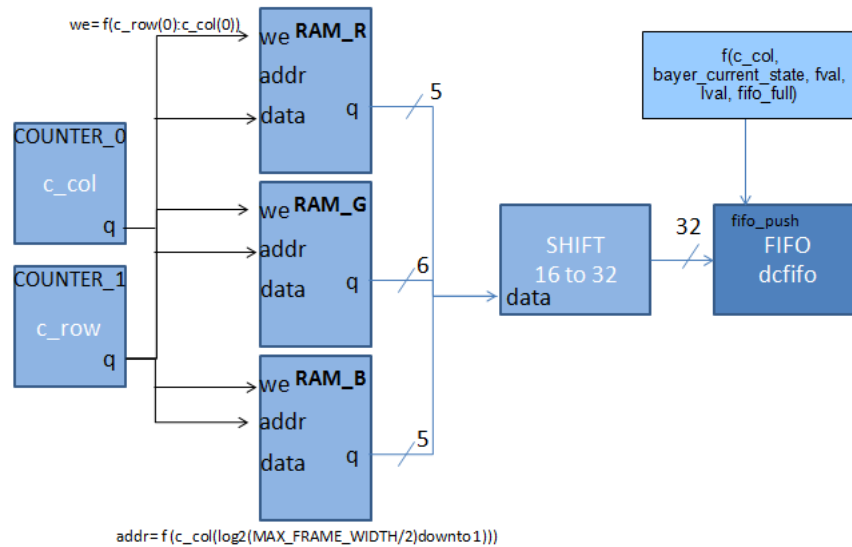 we= f(c_row(0):c_col(0))
we RAM_R
addr
data
q
5
COUNTER_0
c_col
q
COUNTER_1
c_row
q
we RAM_G
addr
data
q
6
we RAM_B
addr
data
q
5
addr= f(c_col(log2(MAX_FRAME_WIDTH/2)downto1)))
SHIFT
16 to 32
data
32
f(c_col,
bayer_current_state, fval,
lval, fifo_full)
fifo_push
FIFO
dcfifo